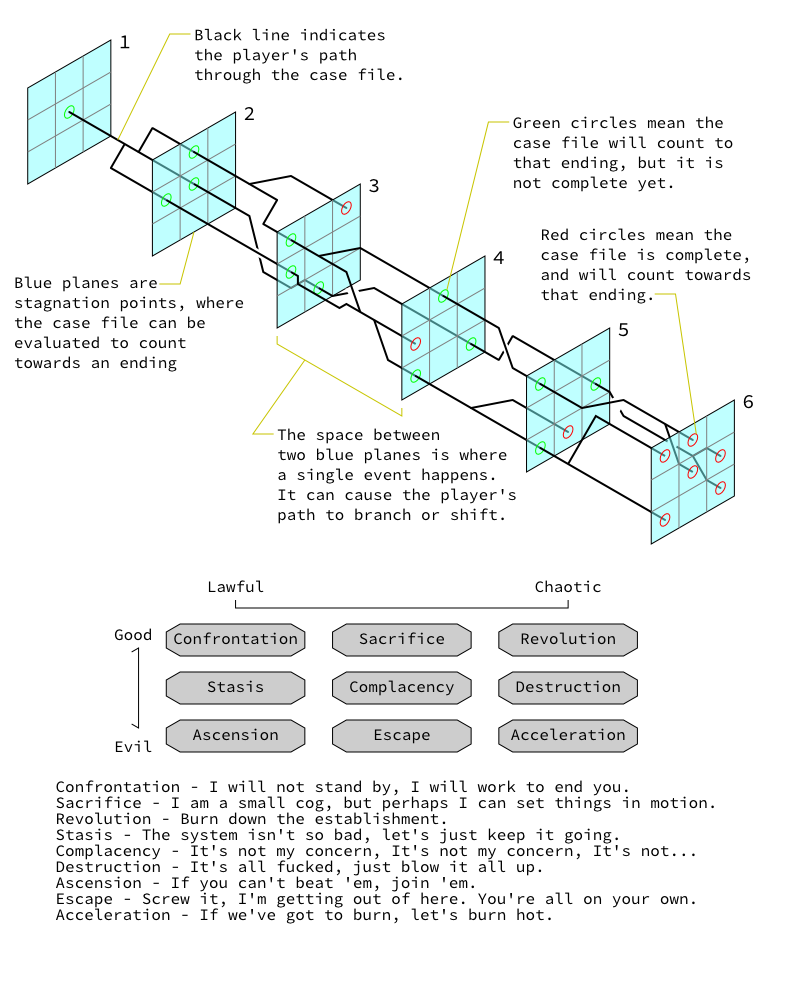 1
Black line indicates
the player's path
through the case file.
2
Green circles mean the
case file will count to
that ending, but it is
not complete yet.
3
Red circles mean the
case file is complete,
and will count towards
that ending.
4
Blue planes are
stagnation points, where
the case file can be
evaluated to count
towards an ending
5
6
The space between
two blue planes is where
a single event happens.
It can cause the player's
path to branch or shift.
Lawful Chaotic
Good
Confrontation Sacrifice Revolution
Stasis Complacency Destruction
Ascension Escape Acceleration
Evil
Confrontation - I will not stand by, I will work to end you.
Sacrifice - I am a small cog, but perhaps I can set things in motion.
Revolution - Burn down the establishment.
Stasis - The system isn't so bad, let's just keep it going.
Complacency - It's not my concern, It's not my concern, It's not...
Destruction - It's all fucked, just blow it all up.
Ascension - If you can't beat 'em, join 'em.
Escape - Screw it, I'm getting out of here. You're all on your own.
Acceleration - If we've got to burn, let's burn hot.